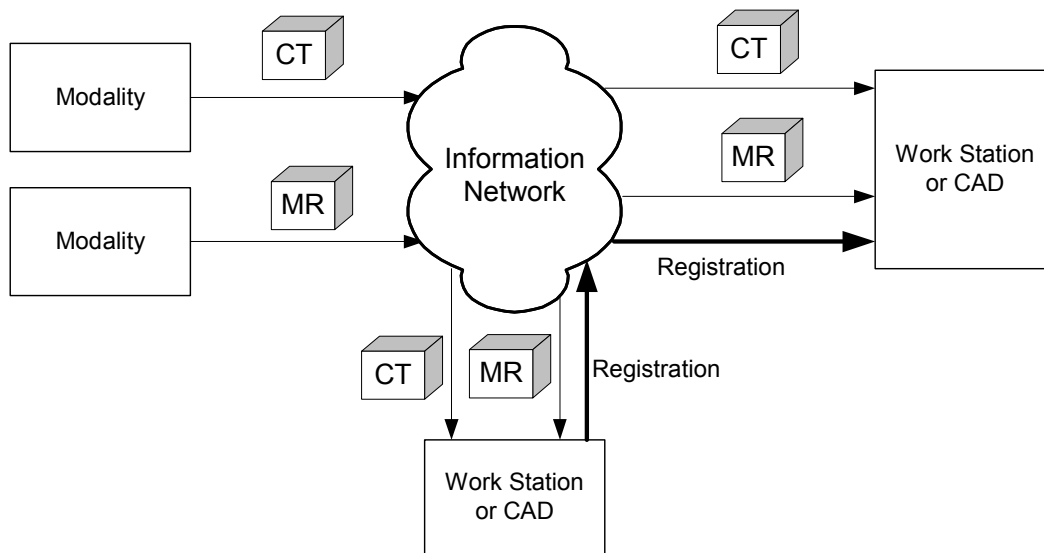 CT
CT
Modality
MR
Information
Network
MR
Work Station
or CAD
Modality
MR
Registration
CT
MR
Registration
Work Station
or CAD